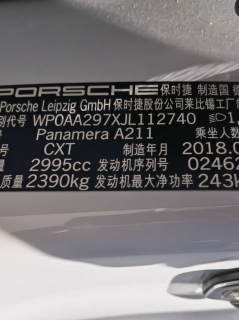 PORSCHE 保时捷 制造国 德
Porsche Leipzig GmbH 保时捷股份公司莱比锡工厂
WP0AA297XJL112740 1,
Panamera A211 乘坐人数
CXT 制造年月 2018.0
2995cc 发动机序列号 02462
2390kg 发动机最大净功率 243k